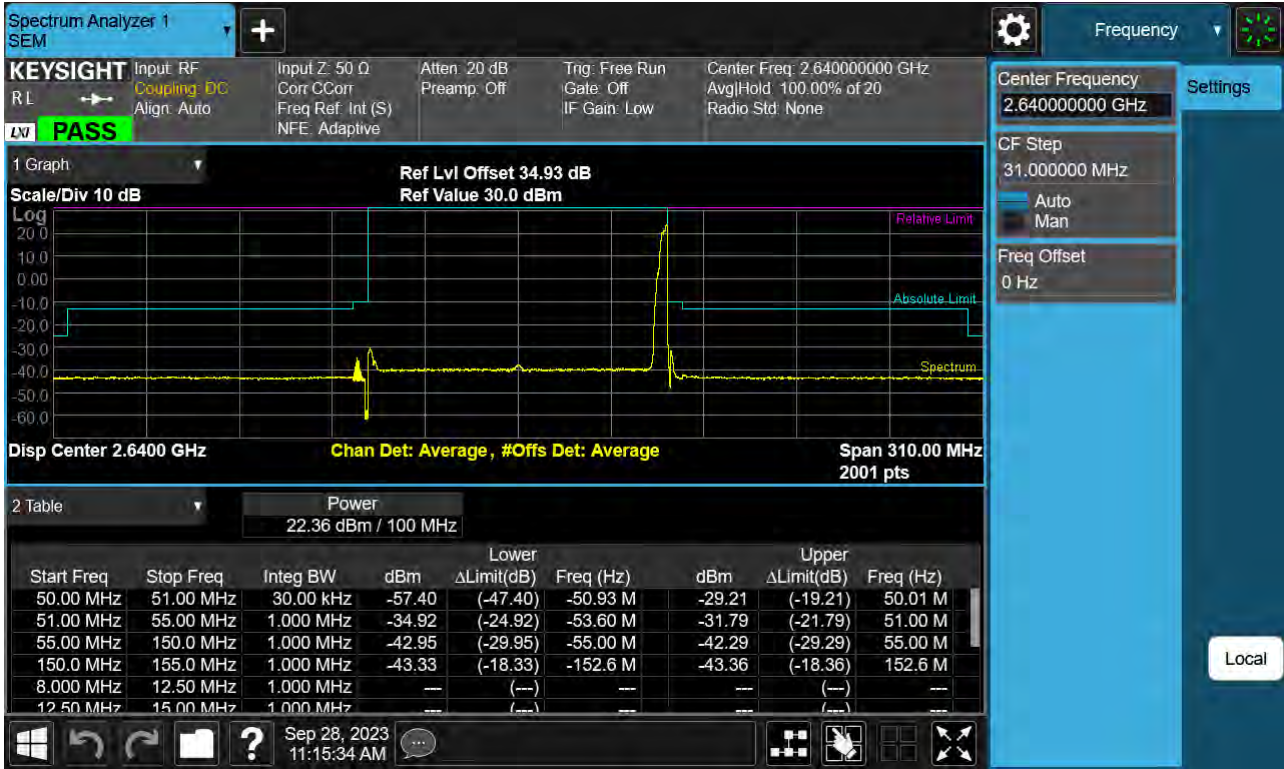 Spectrum Analyzer 1
SEM
+
Frequency
KEYSIGHT
R L
LXI
PASS
Input: RF
Coupling: DC
Align: Auto
Input Z: 50 Ω
Corr CCorr
Freq Ref: Int (S)
NFE: Adaptive
Atten: 20 dB
Preamp: Off
Trig: Free Run
Gate: Off
IF Gain: Low
Center Freq: 2.640000000 GHz
Avg|Hold: 100.00% of 20
Radio Std: None
Center Frequency
2.640000000 GHz
Settings
CF Step
31.000000 MHz
Auto
Man
Freq Offset
0 Hz
Local
1 Graph
Scale/Div 10 dB
Ref Lvl Offset 34.93 dB
Ref Value 30.0 dBm
Log
20.0
10.0
0.00
-10.0
-20.0
-30.0
-40.0
-50.0
-60.0
Relative Limit
Absolute Limit
Spectrum
Disp Center 2.6400 GHz
Chan Det: Average , #Offs Det: Average
Span 310.00 MHz
2001 pts
2 Table
Power
22.36 dBm / 100 MHz
Lower Upper
Start Freq Stop Freq Integ BW dBm ΔLimit(dB) Freq (Hz) dBm ΔLimit(dB) Freq (Hz)
50.00 MHz 51.00 MHz 30.00 kHz -57.40 (-47.40) -50.93 M -29.21 (-19.21) 50.01 M
51.00 MHz 55.00 MHz 1.000 MHz -34.92 (-24.92) -53.60 M -31.79 (-21.79) 51.00 M
55.00 MHz 150.0 MHz 1.000 MHz -42.95 (-29.95) -55.00 M -42.29 (-29.29) 55.00 M
150.0 MHz 155.0 MHz 1.000 MHz -43.33 (-18.33) -152.6 M -43.36 (-18.36) 152.6 M
8.000 MHz 12.50 MHz 1.000 MHz --- (---) --- --- (---) ---
12.50 MHz 15.00 MHz 1.000 MHz --- (---) --- --- (---) ---
?
Sep 28, 2023
11:15:34 AM